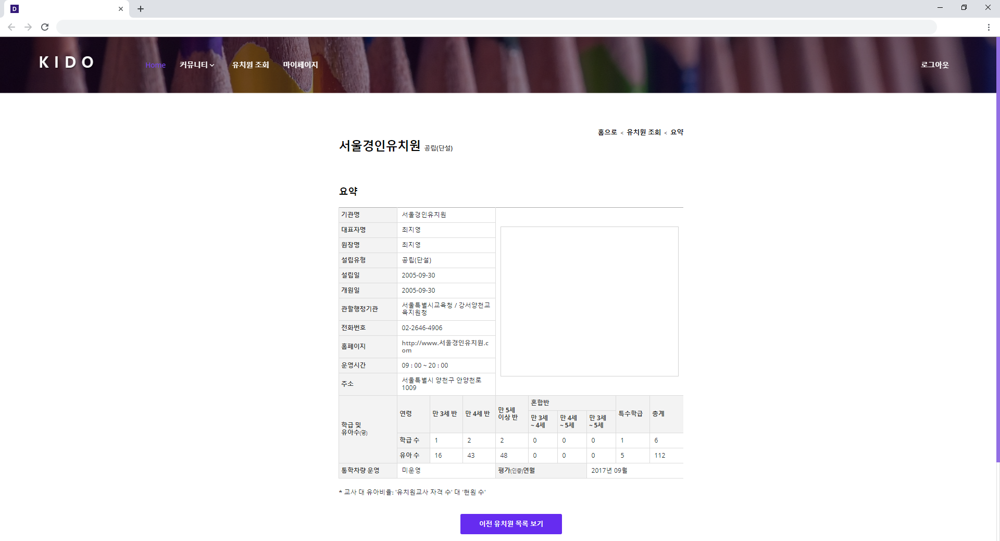 D
KIDO
Home 커뮤니티 유치원 조회 마이페이지 로그아웃
홈으로 < 유치원 조회 < 요약
서울경인유치원 공립(단설)
요약
기관명 서울경인유치원
대표자명 최지영
원장명 최지영
설립유형 공립(단설)
설립일 2005-09-30
개원일 2005-09-30
관할행정기관 서울특별시교육청 / 강서양천교
육지원청
전화번호 02-2646-4906
홈페이지 http://www.서울경인유치원.c
om
운영시간 09 : 00 ~ 20 : 00
주소 서울특별시 양천구 안양천로
1009
학급 및
유아수(명)
연령 만 3세 반 만 4세 반 만 5세
이상 반
혼합반
만 3세
~ 4세
만 4세
~ 5세
만 3세
~ 5세
특수학급 총계
학급 수 1 2 2 0 0 0 1 6
유아 수 16 43 48 0 0 0 5 112
통학차량 운영 미운영 평가(인증)연월 2017년 09월
* 교사 대 유아비율: '유치원교사 자격 수' 대 '현원 수'
이전 유치원 목록 보기